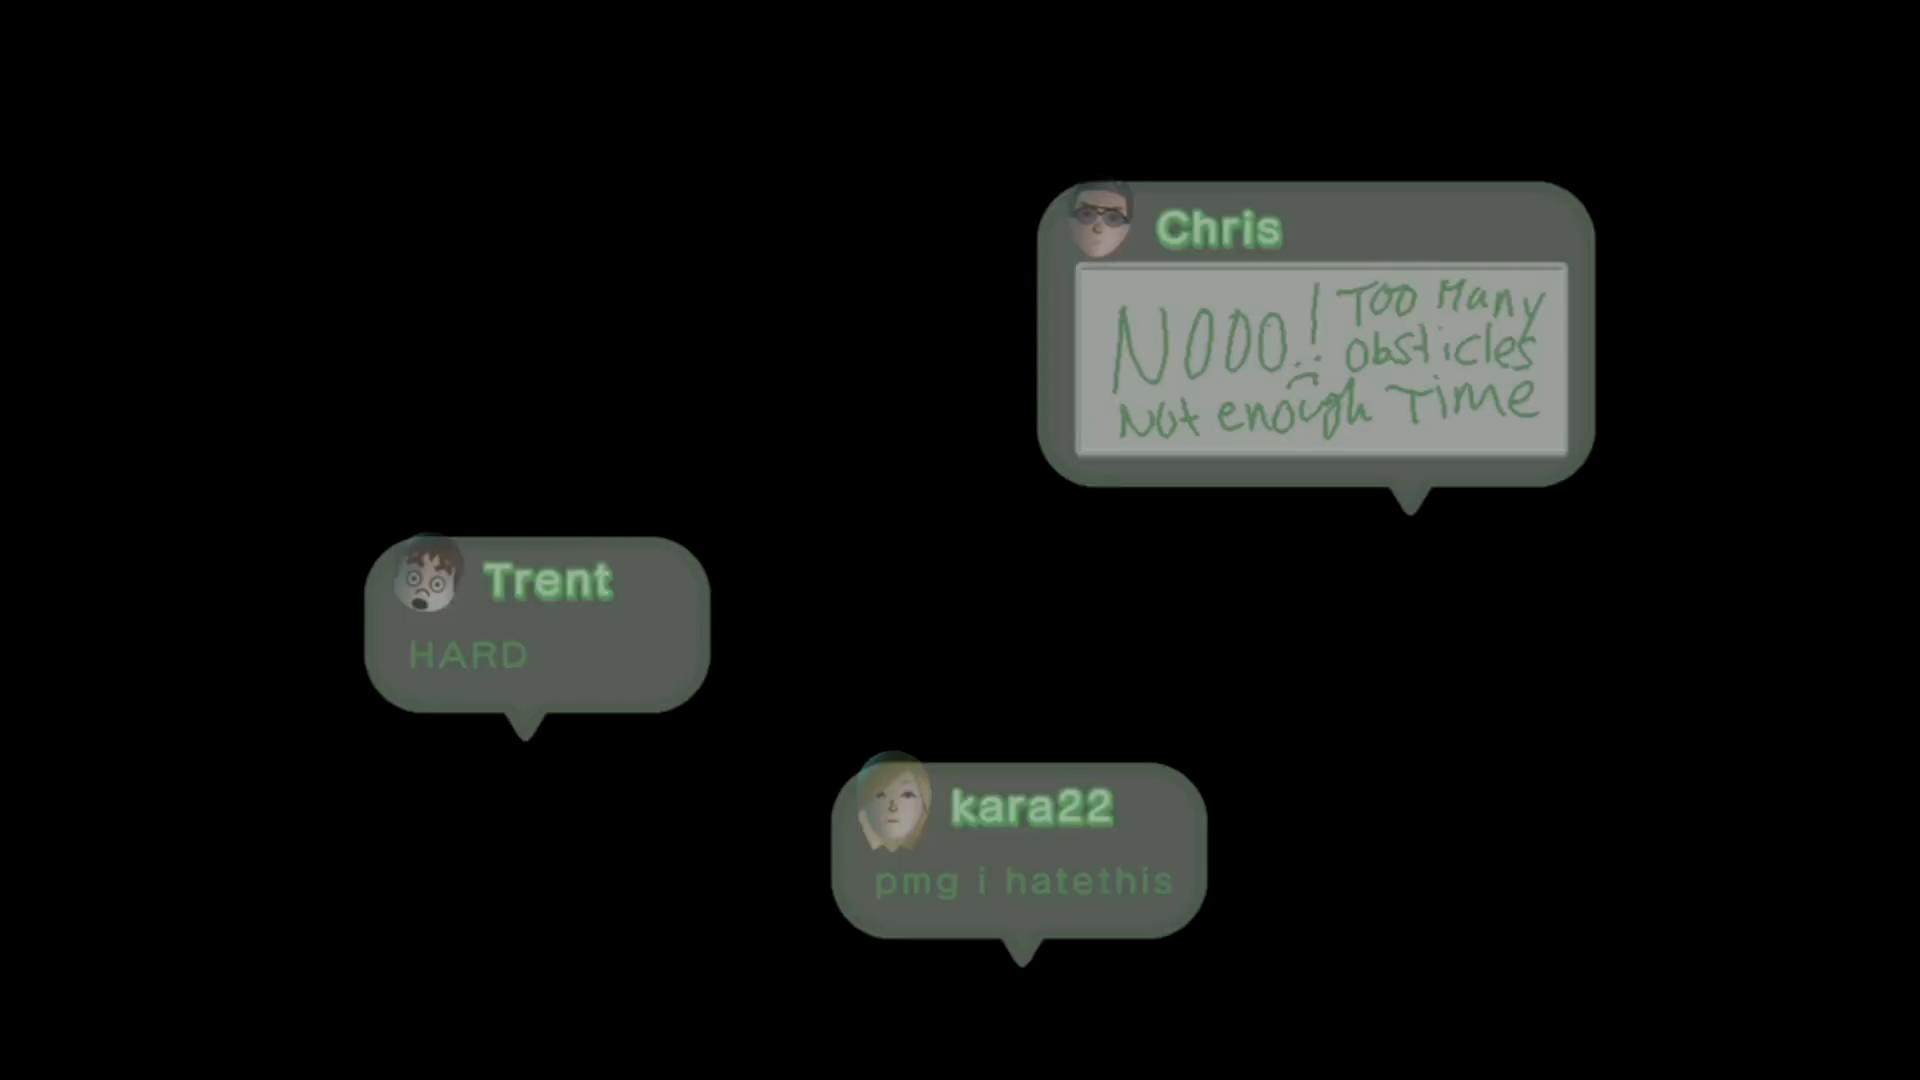 Chris
NOOO!! Too Many
obsticles
Not enough Time
Trent
HARD
kara22
pmg i hatethis